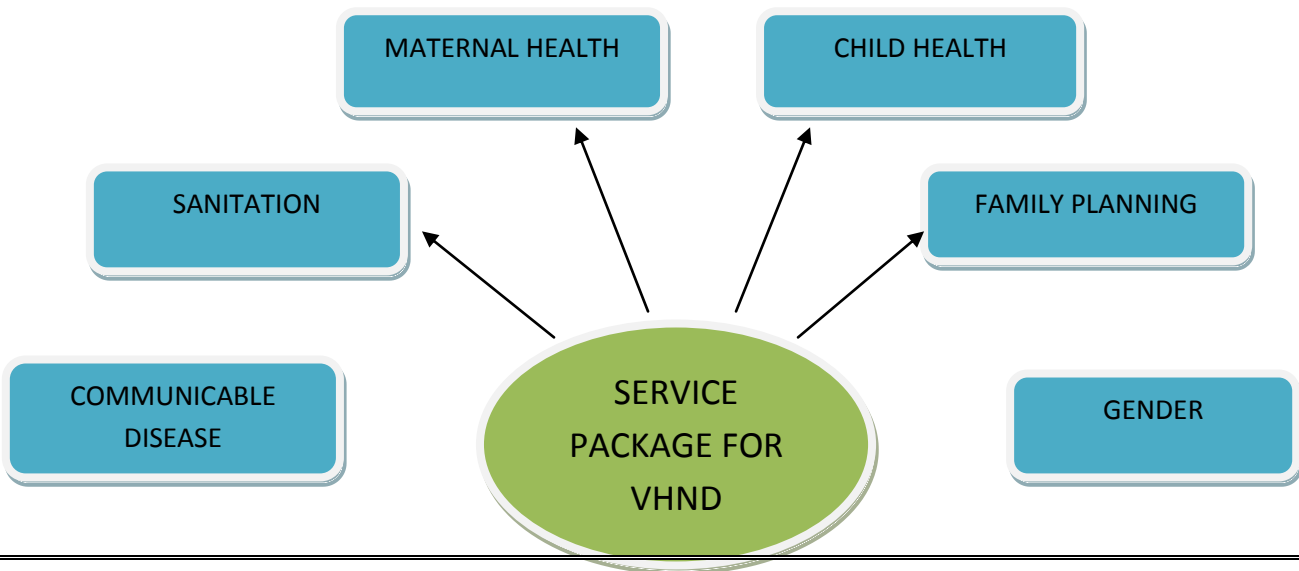 MATERNAL HEALTH
CHILD HEALTH
SANITATION
FAMILY PLANNING
COMMUNICABLE
DISEASE
GENDER
SERVICE
PACKAGE FOR
VHND